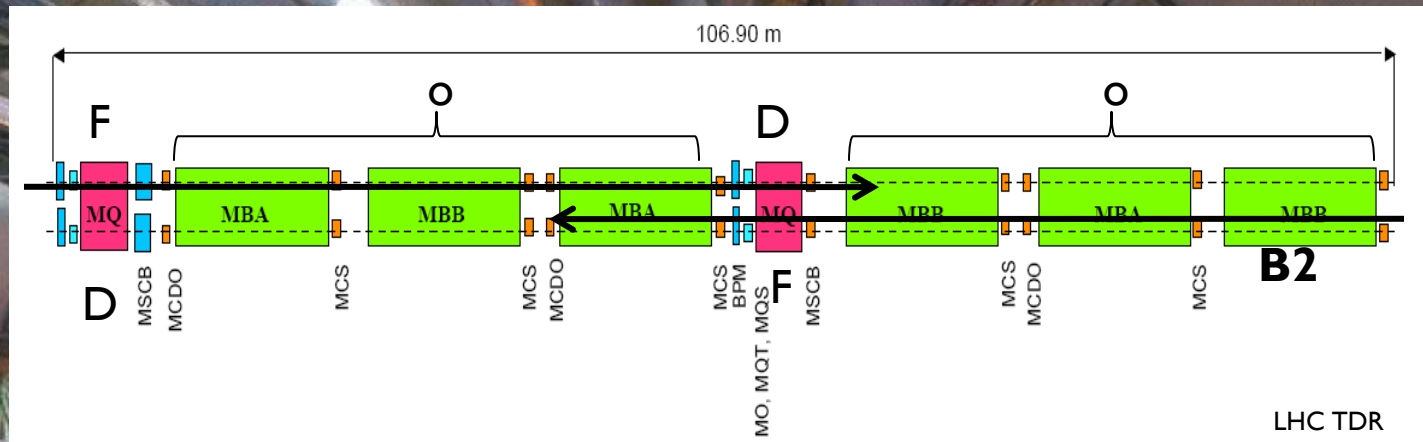 106.90 m
O
O
F
D
MQ
MBA
MBB
MBA
MQ
MBB
MBA
MBB
D
F
B2
MSCB
MCDO
MCS
MCS
MCDO
MCS
BPM
MO, MQT, MQS
MSCB
MCS
MCDO
MCS
LHC TDR